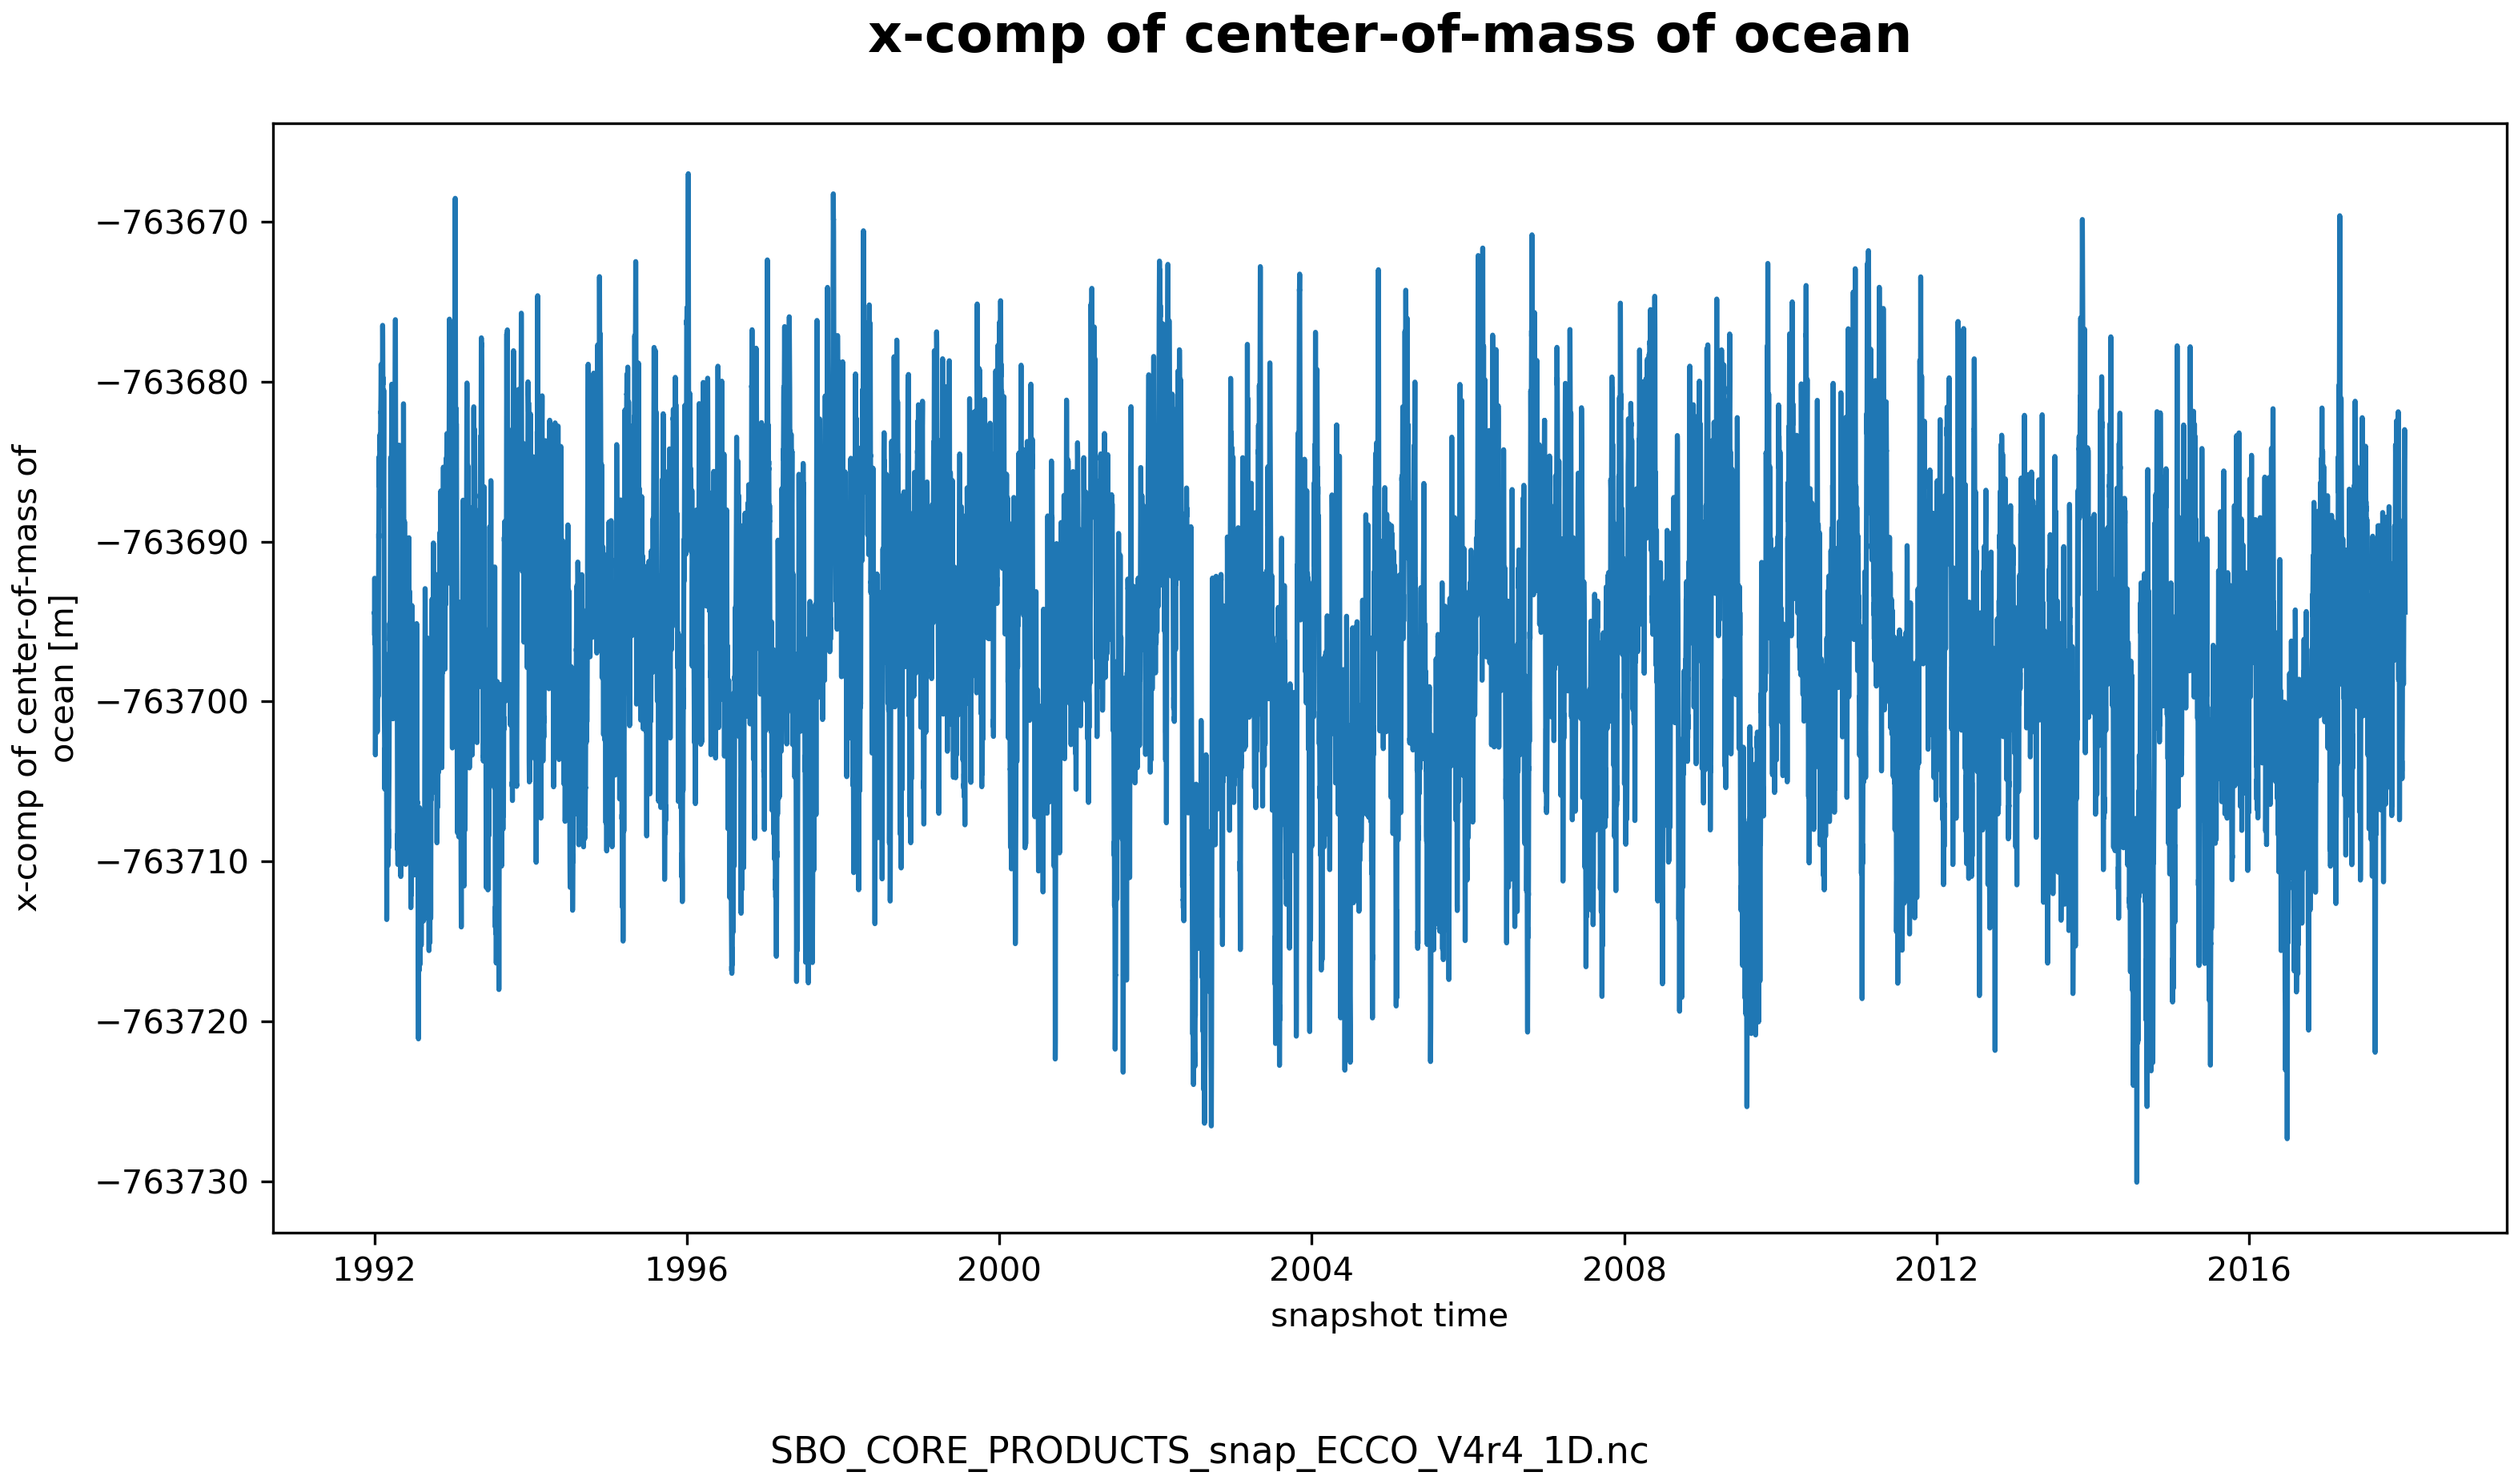 x-comp of center-of-mass of ocean
x-comp of center-of-mass of
ocean [m]
−763670
−763680
−763690
−763700
−763710
−763720
−763730
1992 1996 2000 2004 2008 2012 2016
snapshot time
SBO_CORE_PRODUCTS_snap_ECCO_V4r4_1D.nc